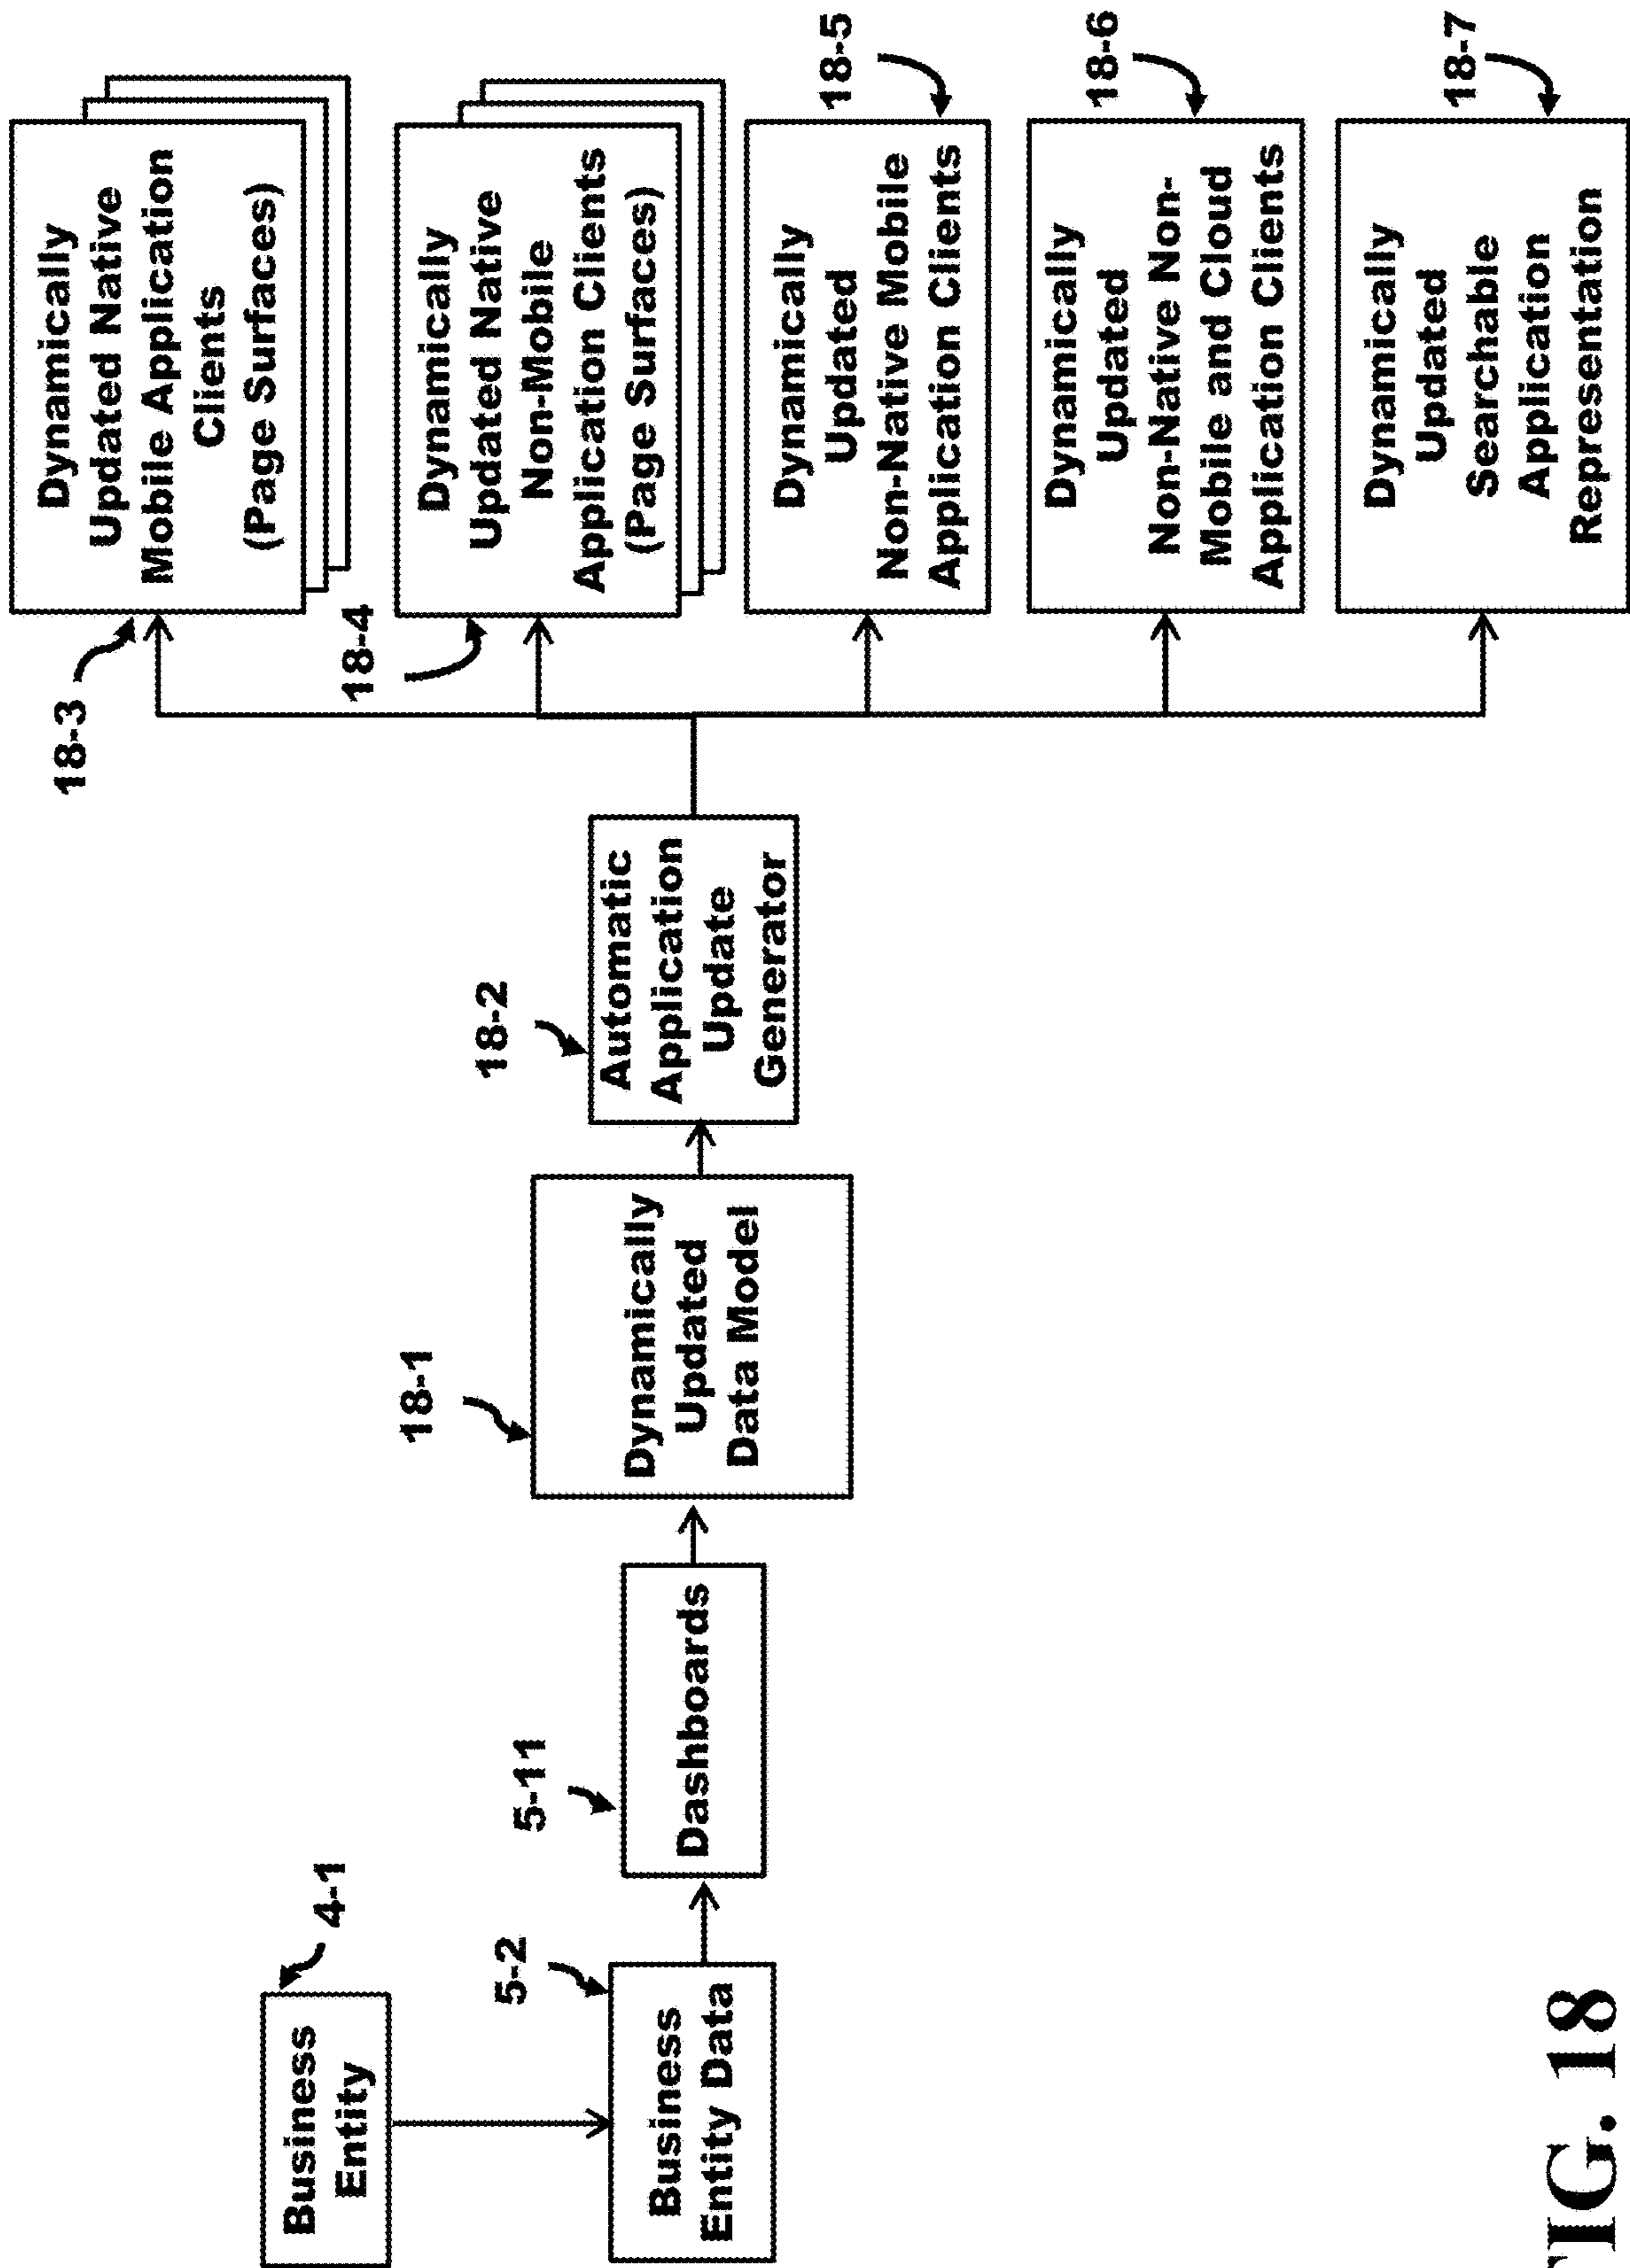 4-1
Business
Entity
5-2
Business
Entity Data
5-11
Dashboards
18-1
Dynamically
Updated
Data Model
18-2
Automatic
Application
Update
Generator
18-3
Dynamically
Updated Native
Mobile Application
Clients
(Page Surfaces)
18-4
Dynamically
Updated Native
Non-Mobile
Application Clients
(Page Surfaces)
18-5
Dynamically
Updated
Non-Native Mobile
Application Clients
18-6
Dynamically
Updated
Non-Native Non-
Mobile and Cloud
Application Clients
18-7
Dynamically
Updated
Searchable
Application
Representation
FIG. 18